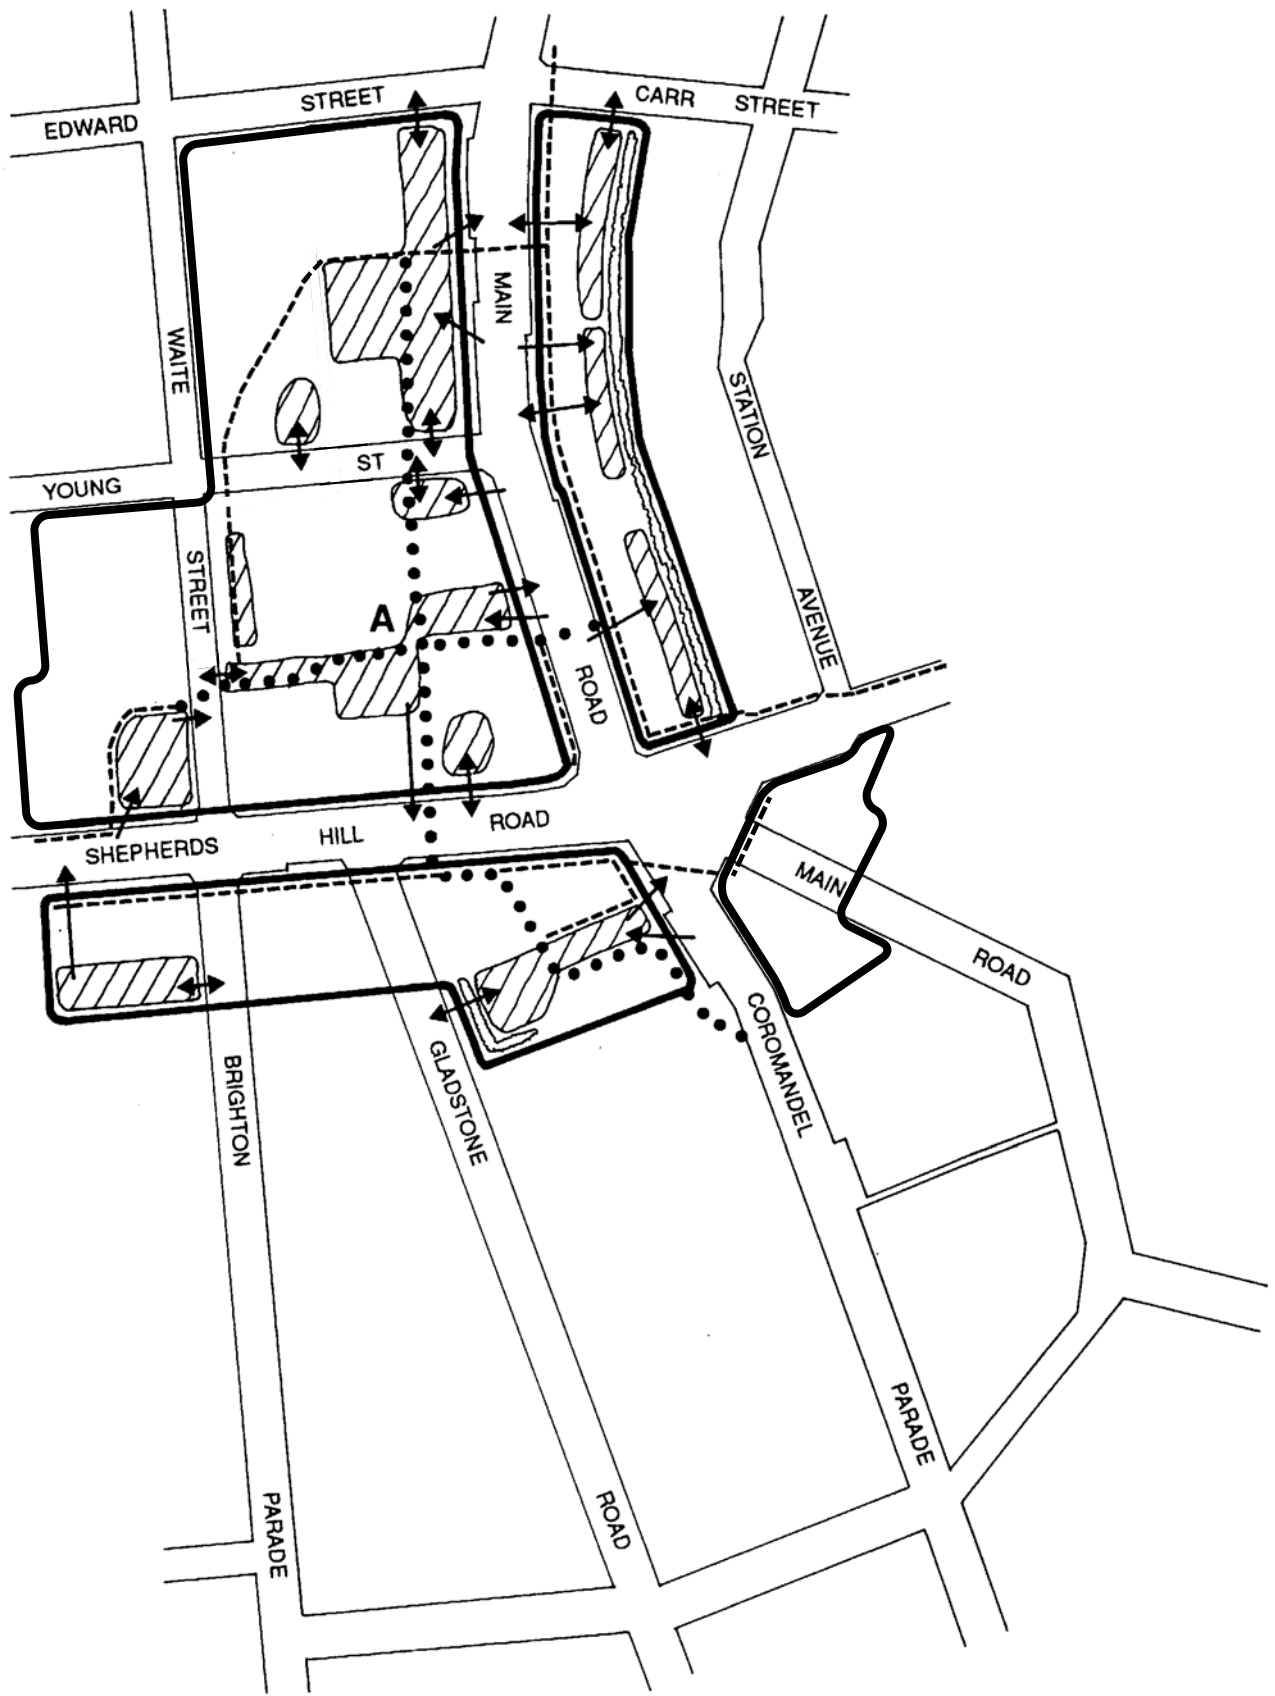 STREET
CARR STREET
EDWARD
MAIN
WAITE
STATION
ST
YOUNG
STREET
AVENUE
A
ROAD
ROAD
HILL
SHEPHERDS
MAIN
ROAD
COROMANDEL
GLADSTONE
BRIGHTON
PARADE
PARADE
ROAD